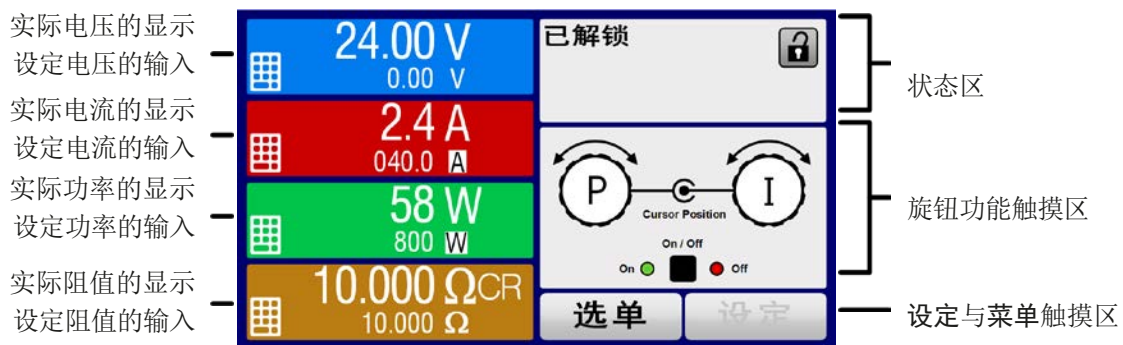 实际电压的显示
设定电压的输入
实际电流的显示
设定电流的输入
实际功率的显示
设定功率的输入
实际阻值的显示
设定阻值的输入
24.00 V
0.00 V
2.4 A
040.0 A
58 W
800 W
10.000 ΩCR
10.000 Ω
已解锁
P
I
Cursor Position
On / Off
On
Off
选单
设定
状态区
旋钮功能触摸区
设定与菜单触摸区